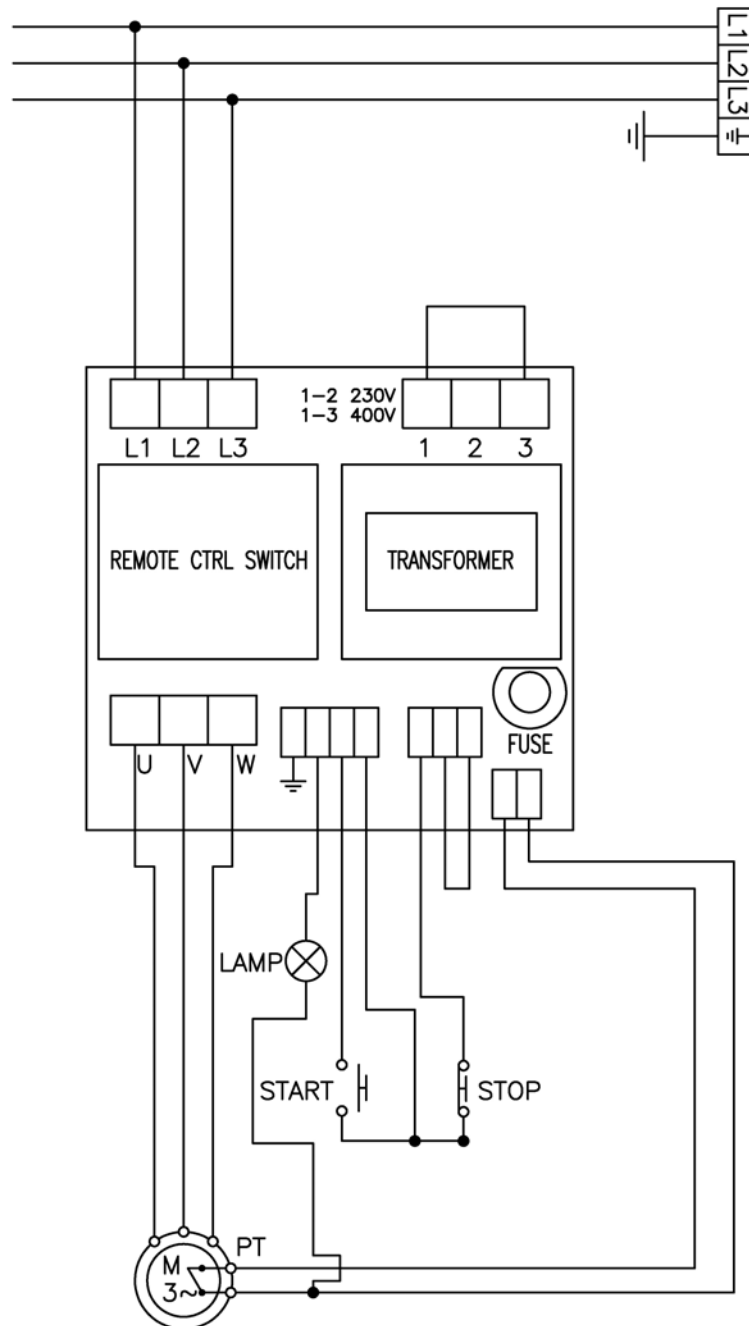 L1
L2
L3
1-2 230V
1-3 400V
L1 L2 L3
1 2 3
REMOTE CTRL SWITCH
TRANSFORMER
FUSE
U V W
LAMP
START
STOP
PT
M
3~